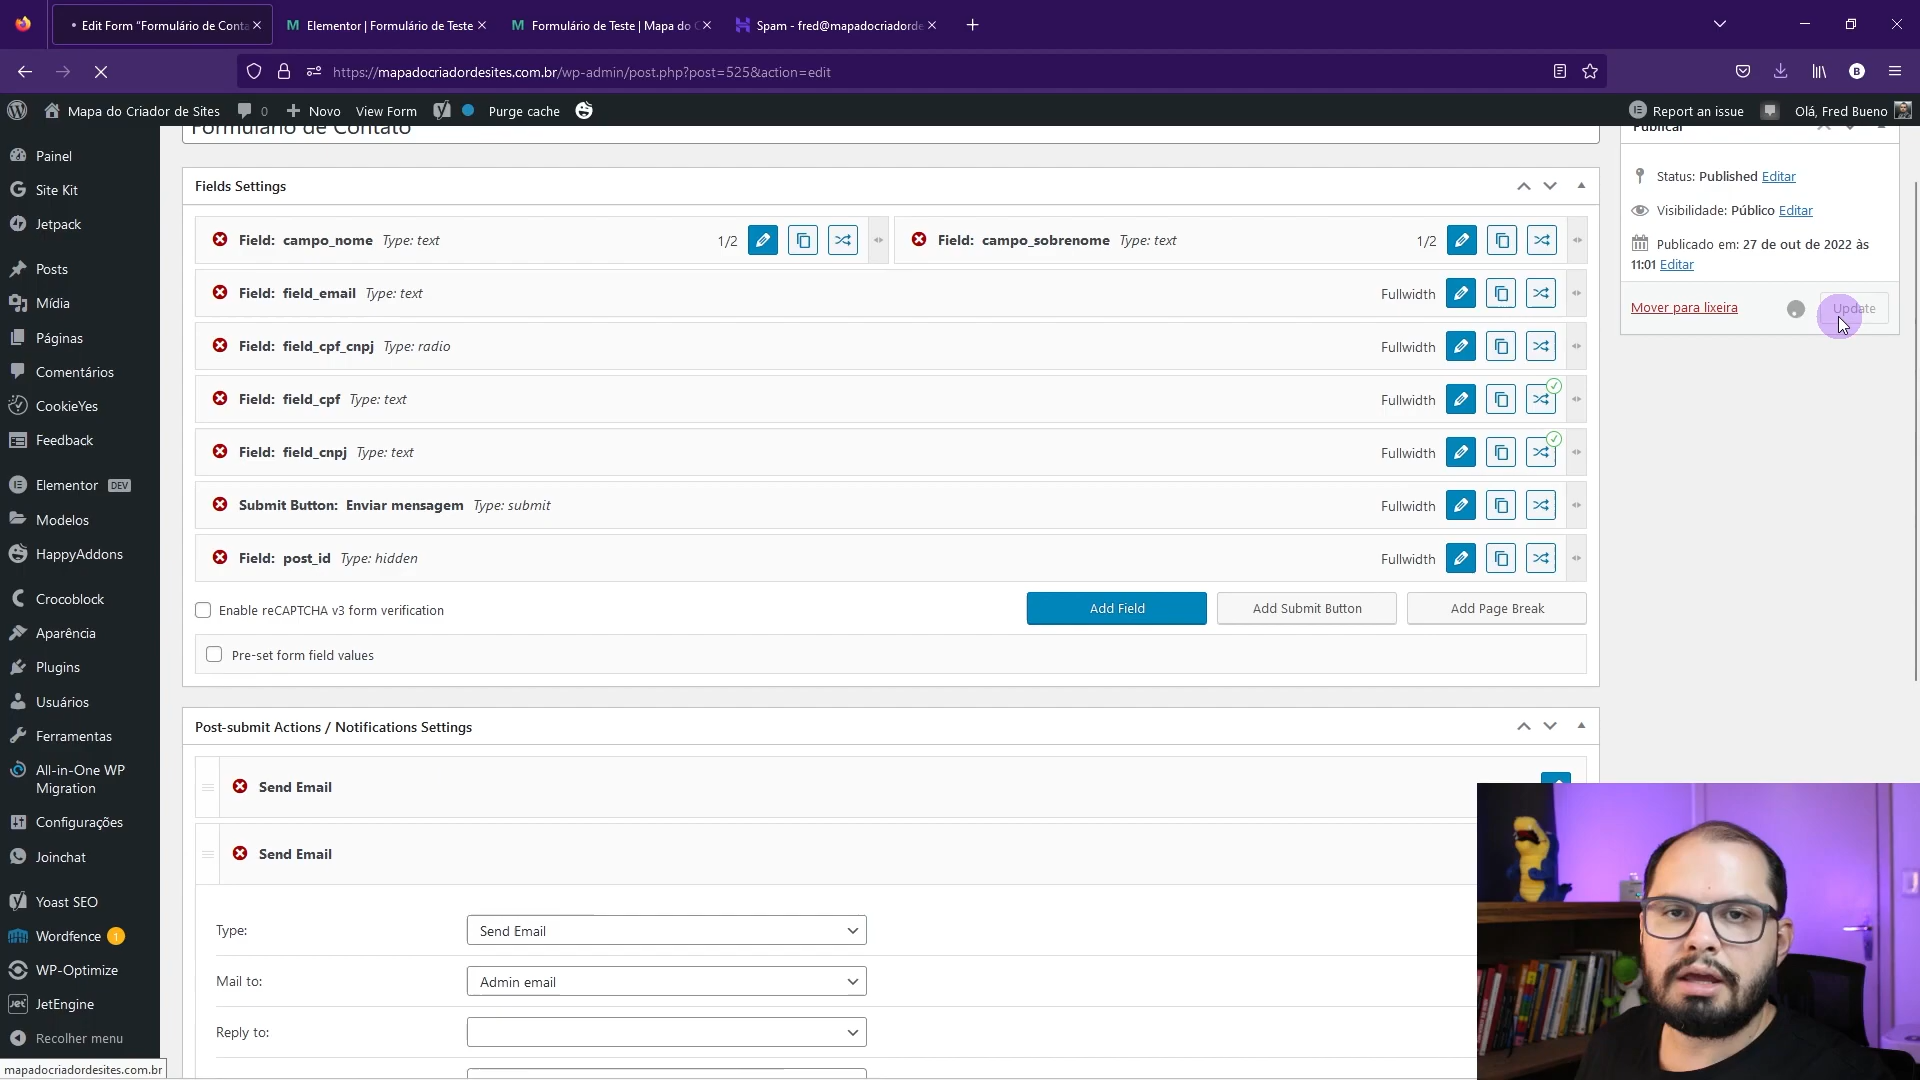 Edit Form “Formulário de Conta
Elementor | Formulário de Teste
Formulário de Teste | Mapa do C
Spam - fred@mapadocriadorde
https://mapadocriadordesites.com.br/wp-admin/post.php?post=525&action=edit
Mapa do Criador de Sites
0
Novo
View Form
Purge cache
Report an issue
Olá, Fred Bueno
Painel
Site Kit
Jetpack
Posts
Mídia
Páginas
Comentários
CookieYes
Feedback
Elementor DEV
Modelos
HappyAddons
Crocoblock
Aparência
Plugins
Usuários
Ferramentas
All-in-One WP
Migration
Configurações
Joinchat
Yoast SEO
Wordfence 1
WP-Optimize
JetEngine
Recolher menu
mapadocriadordesites.com.br
Formulário de Contato
Fields Settings
Field: campo_nome Type: text 1/2
Field: campo_sobrenome Type: text 1/2
Field: field_email Type: text Fullwidth
Field: field_cpf_cnpj Type: radio Fullwidth
Field: field_cpf Type: text Fullwidth
Field: field_cnpj Type: text Fullwidth
Submit Button: Enviar mensagem Type: submit Fullwidth
Field: post_id Type: hidden Fullwidth
Enable reCAPTCHA v3 form verification
Add Field
Add Submit Button
Add Page Break
Pre-set form field values
Post-submit Actions / Notifications Settings
Send Email
Send Email
Type: Send Email
Mail to: Admin email
Reply to:
Publicar
Status: Published Editar
Visibilidade: Público Editar
Publicado em: 27 de out de 2022 às
11:01 Editar
Mover para lixeira
Update